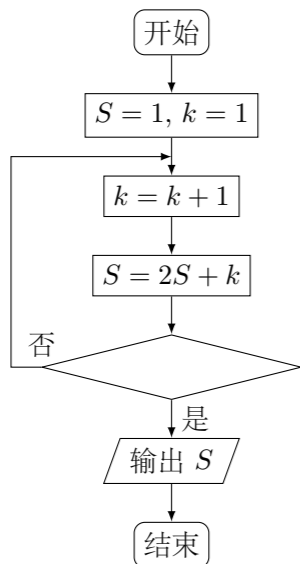 开始
S = 1, k = 1
k = k + 1
S = 2S + k
否
是
输出 S
结束